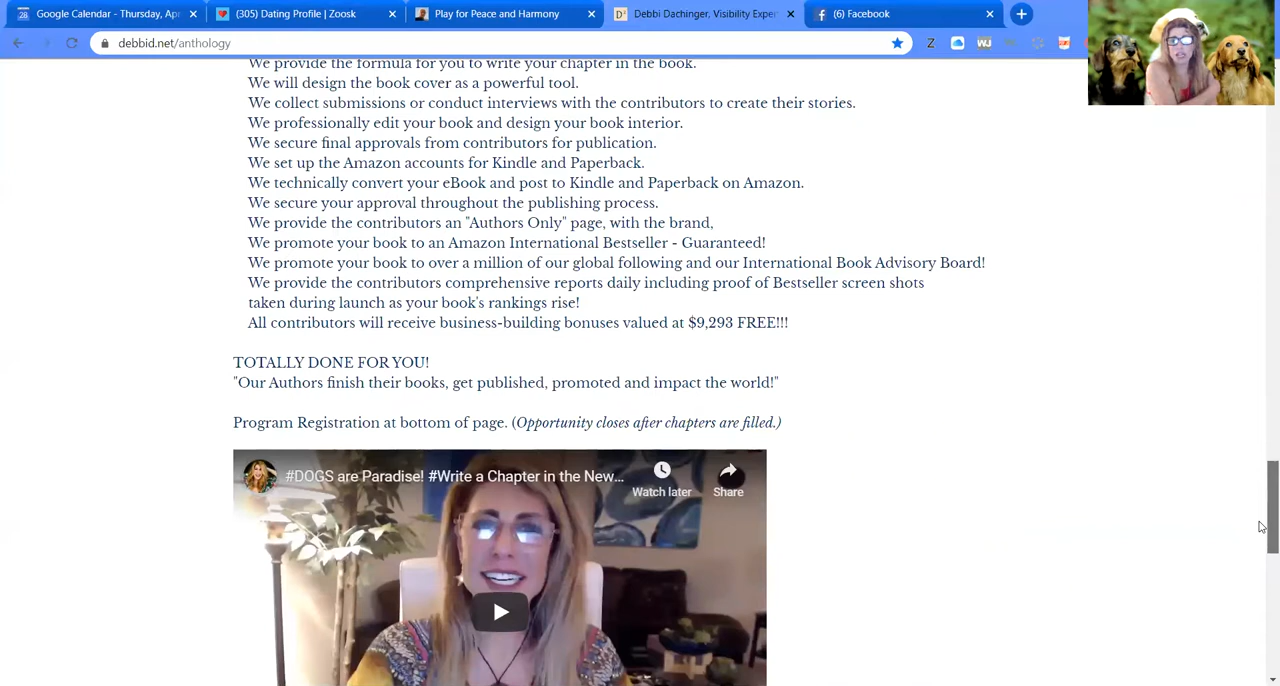 28
Google Calendar - Thursday, Apr
(305) Dating Profile | Zoosk
Play for Peace and Harmony
Debbi Dachinger, Visibility Exper
(6) Facebook
debbid.net/anthology
Z
WJ
We provide the formula for you to write your chapter in the book.
We will design the book cover as a powerful tool.
We collect submissions or conduct interviews with the contributors to create their stories.
We professionally edit your book and design your book interior.
We secure final approvals from contributors for publication.
We set up the Amazon accounts for Kindle and Paperback.
We technically convert your eBook and post to Kindle and Paperback on Amazon.
We secure your approval throughout the publishing process.
We provide the contributors an "Authors Only" page, with the brand,
We promote your book to an Amazon International Bestseller - Guaranteed!
We promote your book to over a million of our global following and our International Book Advisory Board!
We provide the contributors comprehensive reports daily including proof of Bestseller screen shots
taken during launch as your book's rankings rise!
All contributors will receive business-building bonuses valued at $9,293 FREE!!!
TOTALLY DONE FOR YOU!
"Our Authors finish their books, get published, promoted and impact the world!"
Program Registration at bottom of page. (Opportunity closes after chapters are filled.)
#DOGS are Paradise! #Write a Chapter in the New...
Watch later
Share